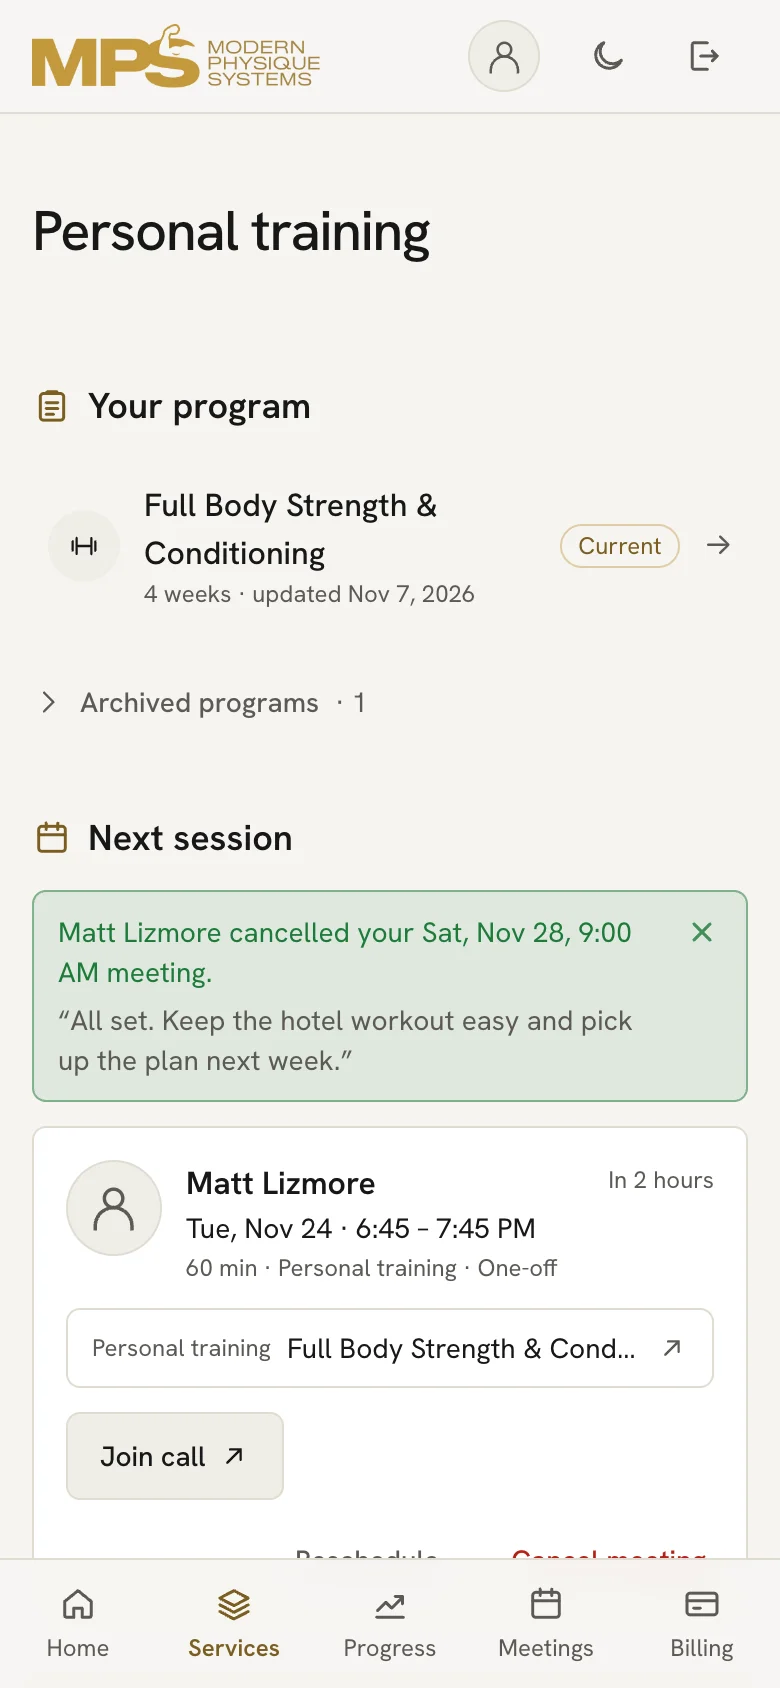 MPS MODERN
PHYSIQUE
SYSTEMS
Personal training
Your program
Full Body Strength &
Conditioning
4 weeks · updated Nov 7, 2026
Current
Archived programs · 1
Next session
Matt Lizmore cancelled your Sat, Nov 28, 9:00
AM meeting.
“All set. Keep the hotel workout easy and pick
up the plan next week.”
Matt Lizmore
In 2 hours
Tue, Nov 24 · 6:45 – 7:45 PM
60 min · Personal training · One-off
Personal training Full Body Strength & Cond...
Join call
Reschedule Cancel meeting
Home Services Progress Meetings Billing